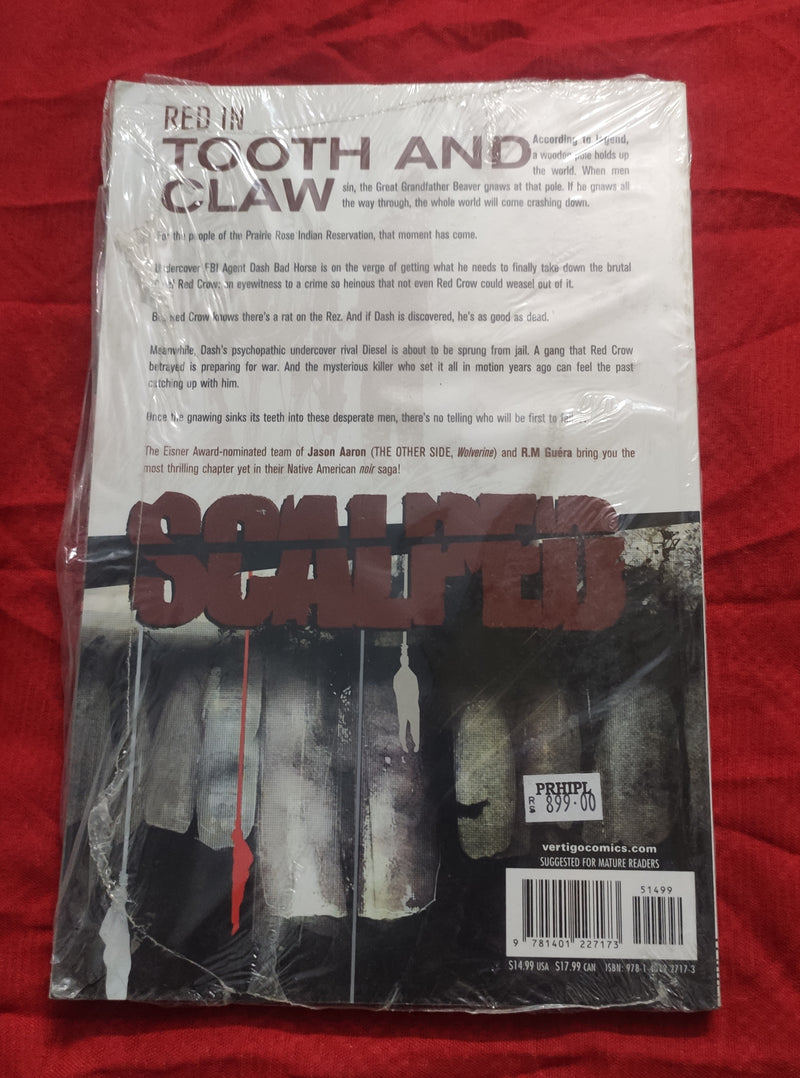 RED IN
TOOTH AND
CLAW
According to legend,
a wooden pole holds up
the world. When men
sin, the Great Grandfather Beaver gnaws at that pole. If he gnaws all
the way through, the whole world will come crashing down.
For the people of the Prairie Rose Indian Reservation, that moment has come.
Undercover FBI Agent Dash Bad Horse is on the verge of getting what he needs to finally take down the brutal
Red Crow: an eyewitness to a crime so heinous that not even Red Crow could weasel out of it.
But Red Crow knows there's a rat on the Rez. And if Dash is discovered, he's as good as dead.
Meanwhile, Dash's psychopathic undercover rival Diesel is about to be sprung from jail. A gang that Red Crow
betrayed is preparing for war. And the mysterious killer who set it all in motion years ago can feel the past
catching up with him.
Once the gnawing sinks its teeth into these desperate men, there's no telling who will be first to fall . . .
The Eisner Award-nominated team of Jason Aaron (THE OTHER SIDE, Wolverine) and R.M Guéra bring you the
most thrilling chapter yet in their Native American noir saga!
SCALPED
PRHIPL
RS 899.00
vertigocomics.com
SUGGESTED FOR MATURE READERS
51499
9 781401 227173
$14.99 USA $17.99 CAN ISBN: 978-1-4012-2717-3